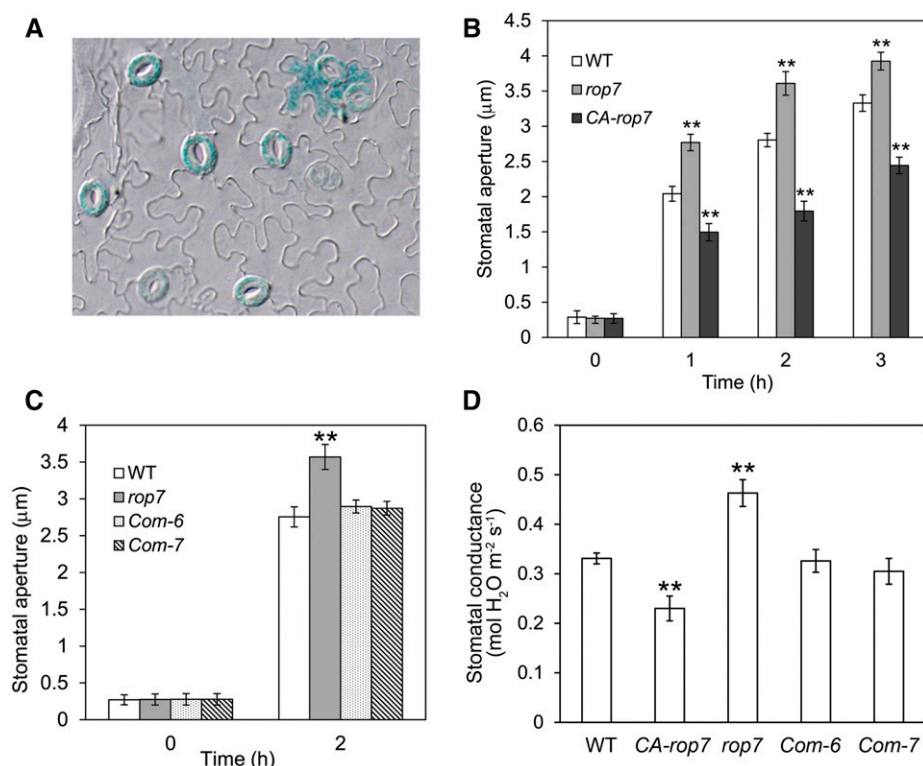 A
B
Stomatal aperture (μm)
4.5
4
3.5
3
2.5
2
1.5
1
0.5
0
WT
rop7
CA-rop7
**
**
**
**
**
**
0
1
2
3
Time (h)
C
Stomatal aperture (μm)
4
3.5
3
2.5
2
1.5
1
0.5
0
WT
rop7
Com-6
Com-7
**
0
2
Time (h)
D
Stomatal conductance
(mol H₂O m⁻² s⁻¹)
0.6
0.5
0.4
0.3
0.2
0.1
0
**
**
WT
CA-rop7
rop7
Com-6
Com-7